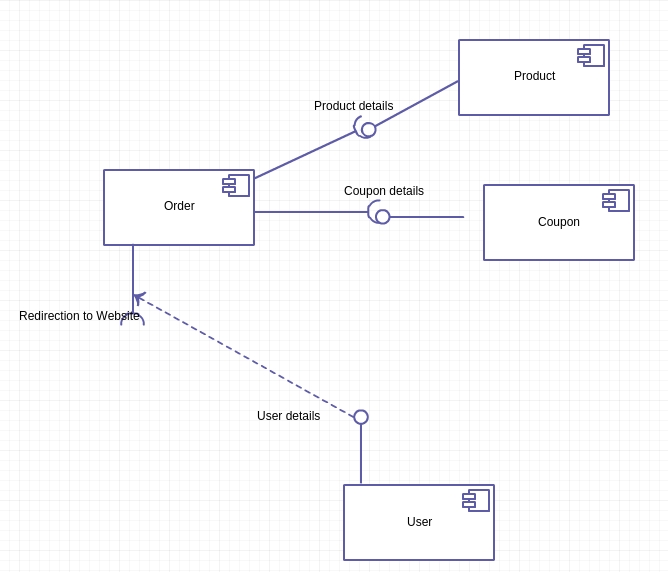 Product
Product details
Coupon details
Order
Coupon
Redirection to Website
User details
User